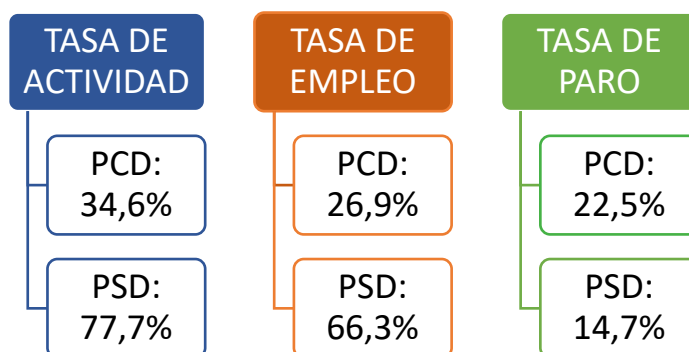 TASA DE
ACTIVIDAD
PCD:
34,6%
PSD:
77,7%
TASA DE
EMPLEO
PCD:
26,9%
PSD:
66,3%
TASA DE
PARO
PCD:
22,5%
PSD:
14,7%